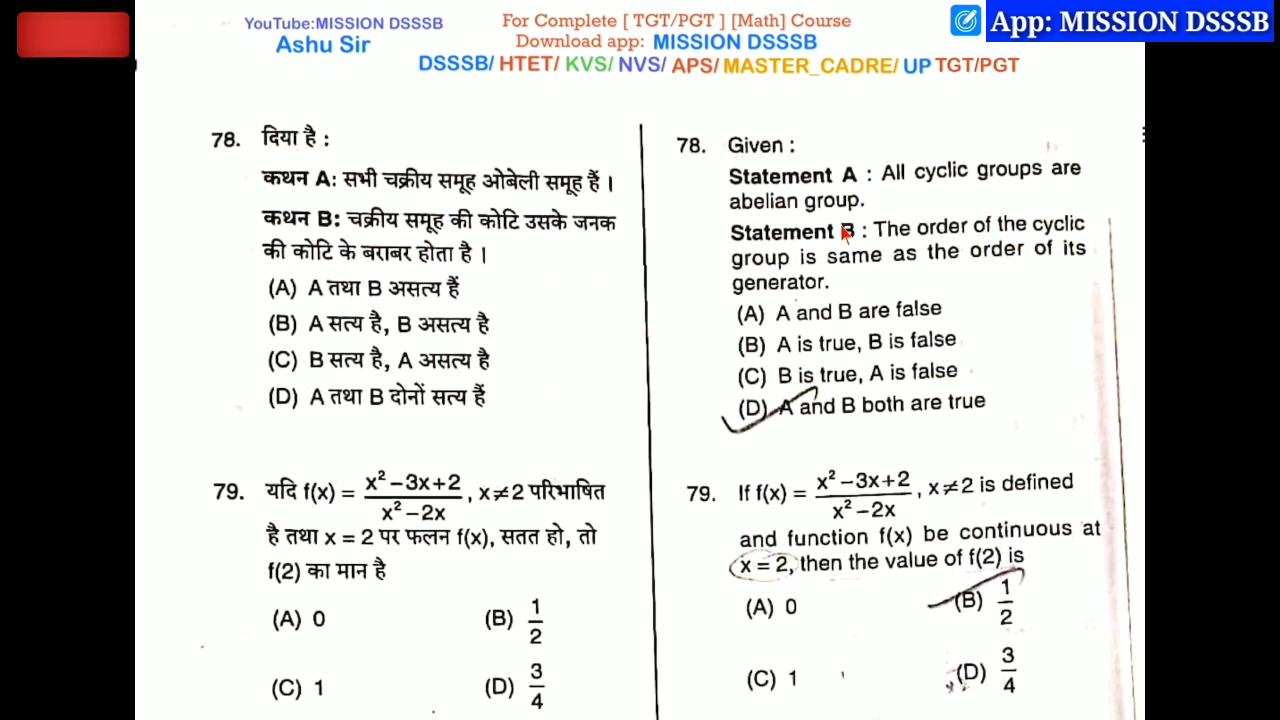 YouTube:MISSION DSSSB
Ashu Sir
For Complete [ TGT/PGT ] [Math] Course
Download app: MISSION DSSSB
DSSSB/ HTET/ KVS/ NVS/ APS/ MASTER_CADRE/ UP TGT/PGT
App: MISSION DSSSB
78. दिया है :
कथन A: सभी चक्रीय समूह ओबेली समूह हैं ।
कथन B: चक्रीय समूह की कोटि उसके जनक
की कोटि के बराबर होता है ।
(A) A तथा B असत्य हैं
(B) A सत्य है, B असत्य है
(C) B सत्य है, A असत्य है
(D) A तथा B दोनों सत्य हैं
79. यदि f(x) = (x² – 3x+2)/(x² – 2x), x≠2 परिभाषित
है तथा x = 2 पर फलन f(x), सतत हो, तो
f(2) का मान है
(A) 0 (B) 1/2
(C) 1 (D) 3/4
78. Given :
Statement A : All cyclic groups are
abelian group.
Statement B : The order of the cyclic
group is same as the order of its
generator.
(A) A and B are false
(B) A is true, B is false
(C) B is true, A is false
(D) A and B both are true
79. If f(x) = (x² – 3x+2)/(x² – 2x), x≠2 is defined
and function f(x) be continuous at
x = 2, then the value of f(2) is
(A) 0 (B) 1/2
(C) 1 (D) 3/4